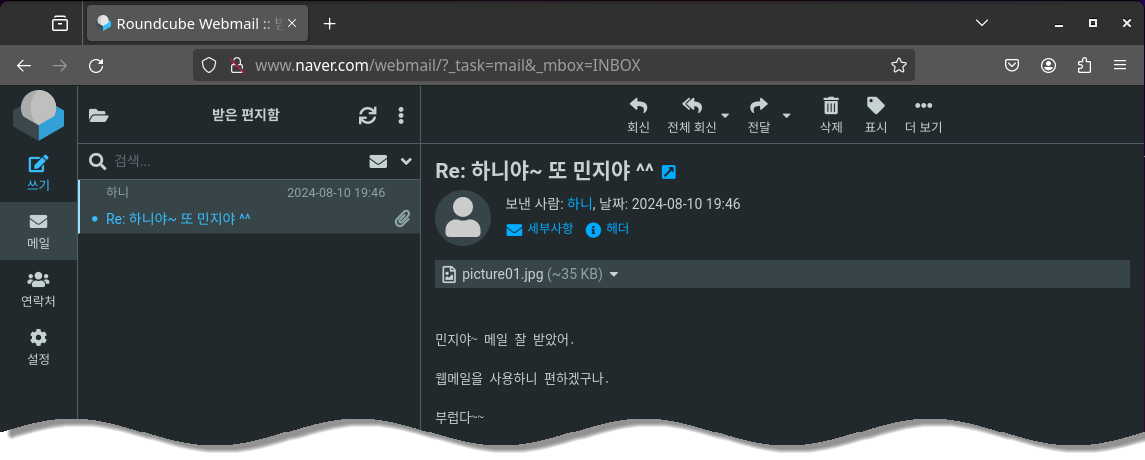 Roundcube Webmail :: 받
www.naver.com/webmail/?_task=mail&_mbox=INBOX
받은 편지함
회신
전체 회신
전달
삭제
표시
더 보기
쓰기
메일
연락처
설정
검색...
하니 2024-08-10 19:46
Re: 하니야~ 또 민지야 ^^
Re: 하니야~ 또 민지야 ^^
보낸 사람: 하니, 날짜: 2024-08-10 19:46
세부사항 헤더
picture01.jpg (~35 KB)
민지야~ 메일 잘 받았어.
웹메일을 사용하니 편하겠구나.
부럽다~~